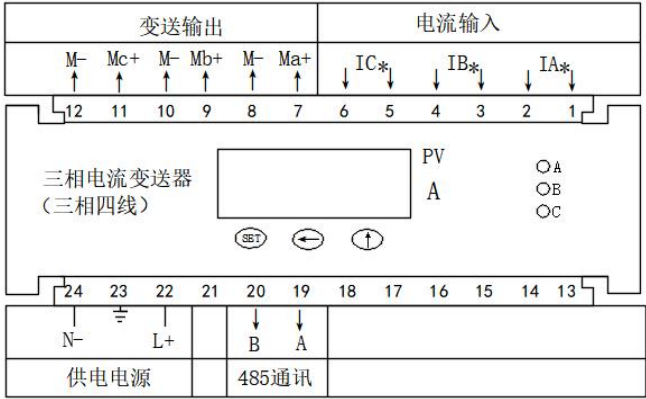 变送输出 电流输入
M- Mc+ M- Mb+ M- Ma+ IC* IB* IA*
12 11 10 9 8 7 6 5 4 3 2 1
PV
三相电流变送器 A
(三相四线)
A
B
C
SET
24 23 22 21 20 19 18 17 16 15 14 13
N- L+ B A
供电电源 485通讯